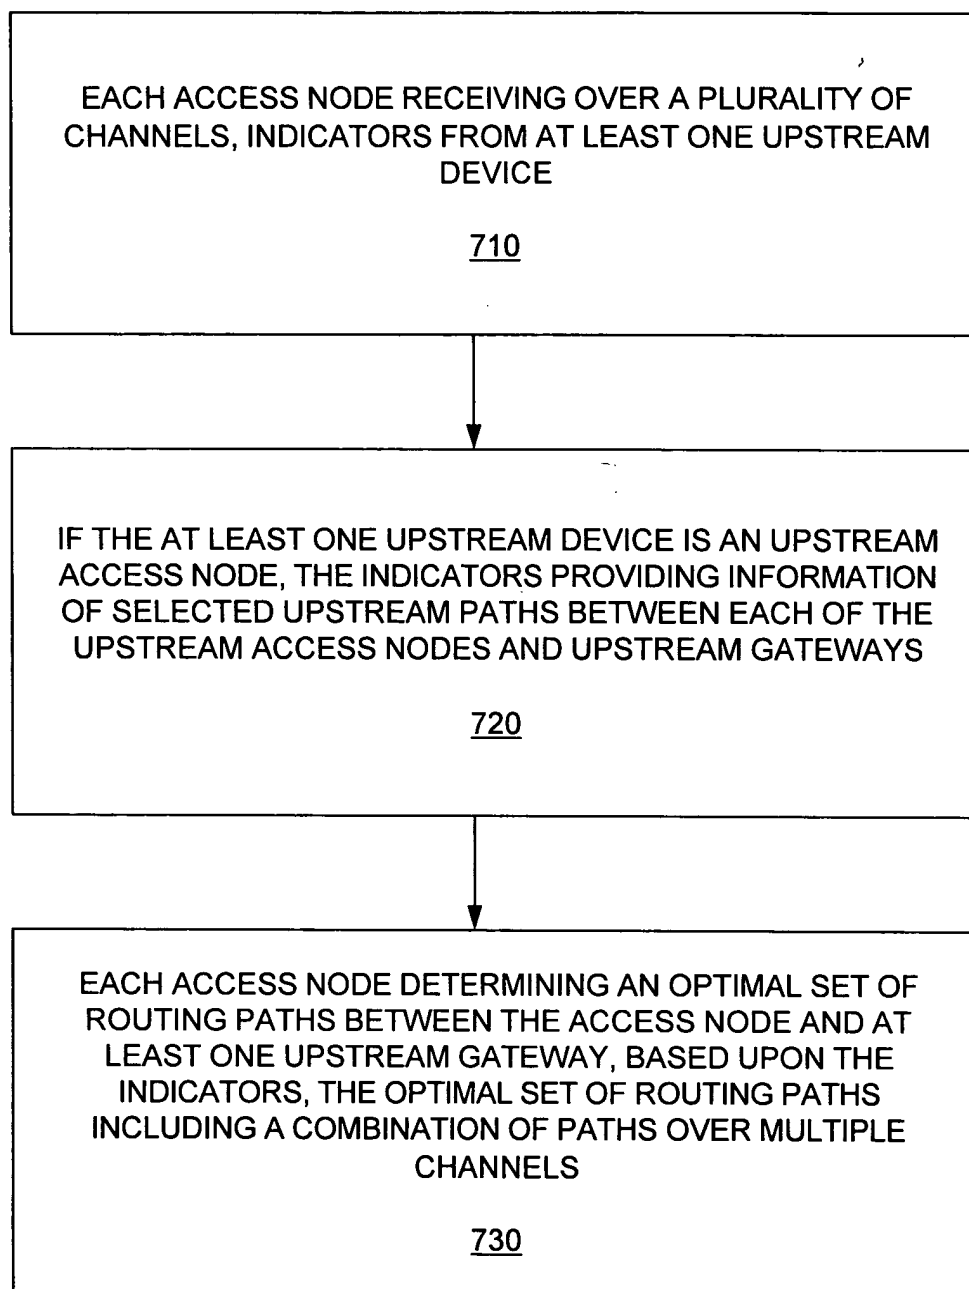 EACH ACCESS NODE RECEIVING OVER A PLURALITY OF
CHANNELS, INDICATORS FROM AT LEAST ONE UPSTREAM
DEVICE
710
IF THE AT LEAST ONE UPSTREAM DEVICE IS AN UPSTREAM
ACCESS NODE, THE INDICATORS PROVIDING INFORMATION
OF SELECTED UPSTREAM PATHS BETWEEN EACH OF THE
UPSTREAM ACCESS NODES AND UPSTREAM GATEWAYS
720
EACH ACCESS NODE DETERMINING AN OPTIMAL SET OF
ROUTING PATHS BETWEEN THE ACCESS NODE AND AT
LEAST ONE UPSTREAM GATEWAY, BASED UPON THE
INDICATORS, THE OPTIMAL SET OF ROUTING PATHS
INCLUDING A COMBINATION OF PATHS OVER MULTIPLE
CHANNELS
730